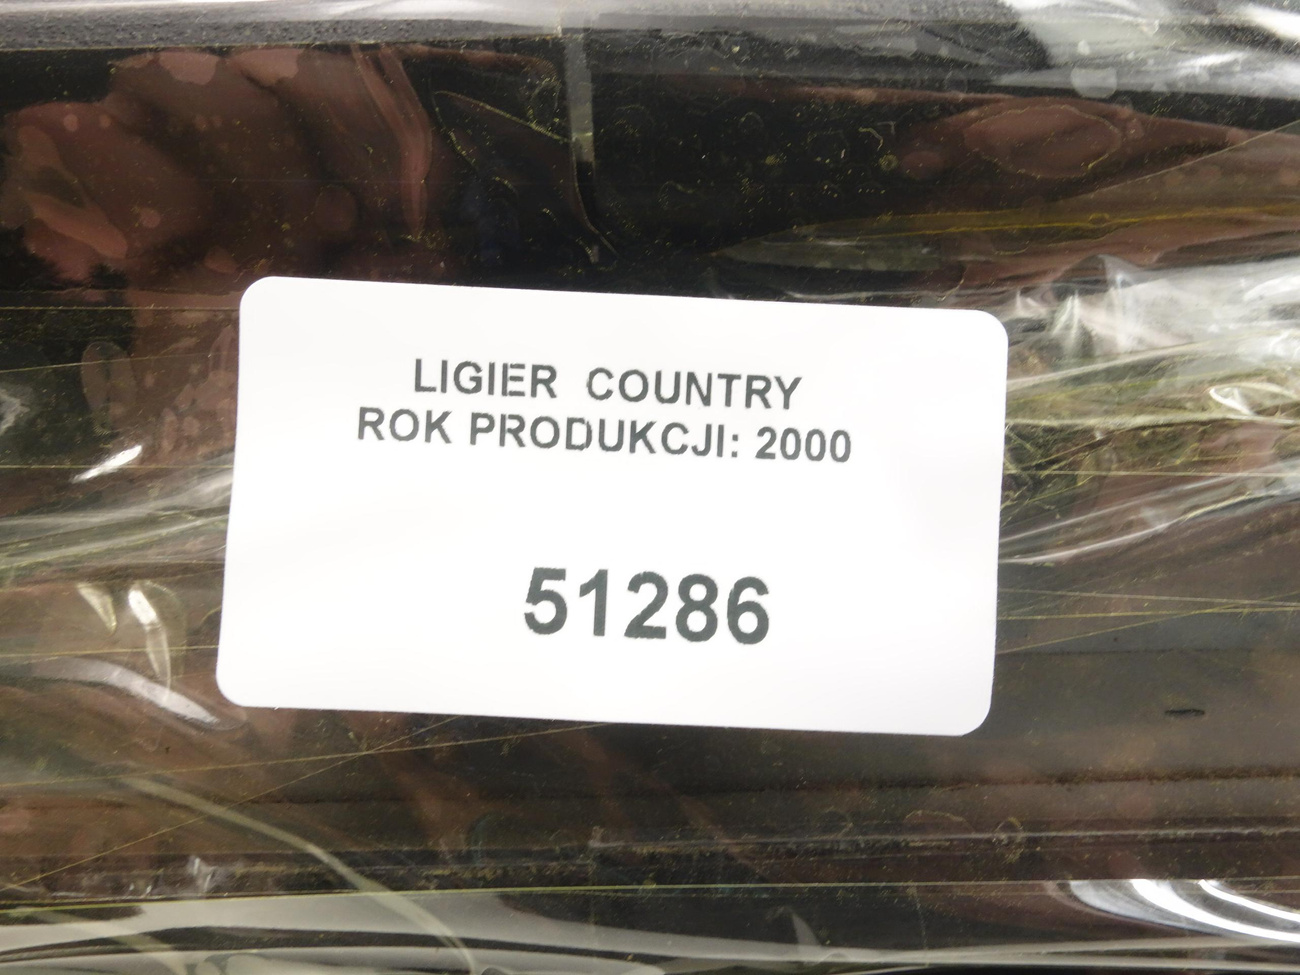 LIGIER COUNTRY
ROK PRODUKCJI: 2000
51286